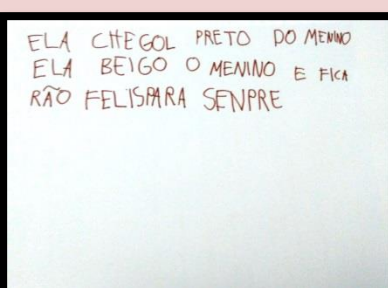 ELA CHEGOL PRETO DO MENINO
ELA BEIGO O MENINO E FICA
RÃO FELISPARA SENPRE